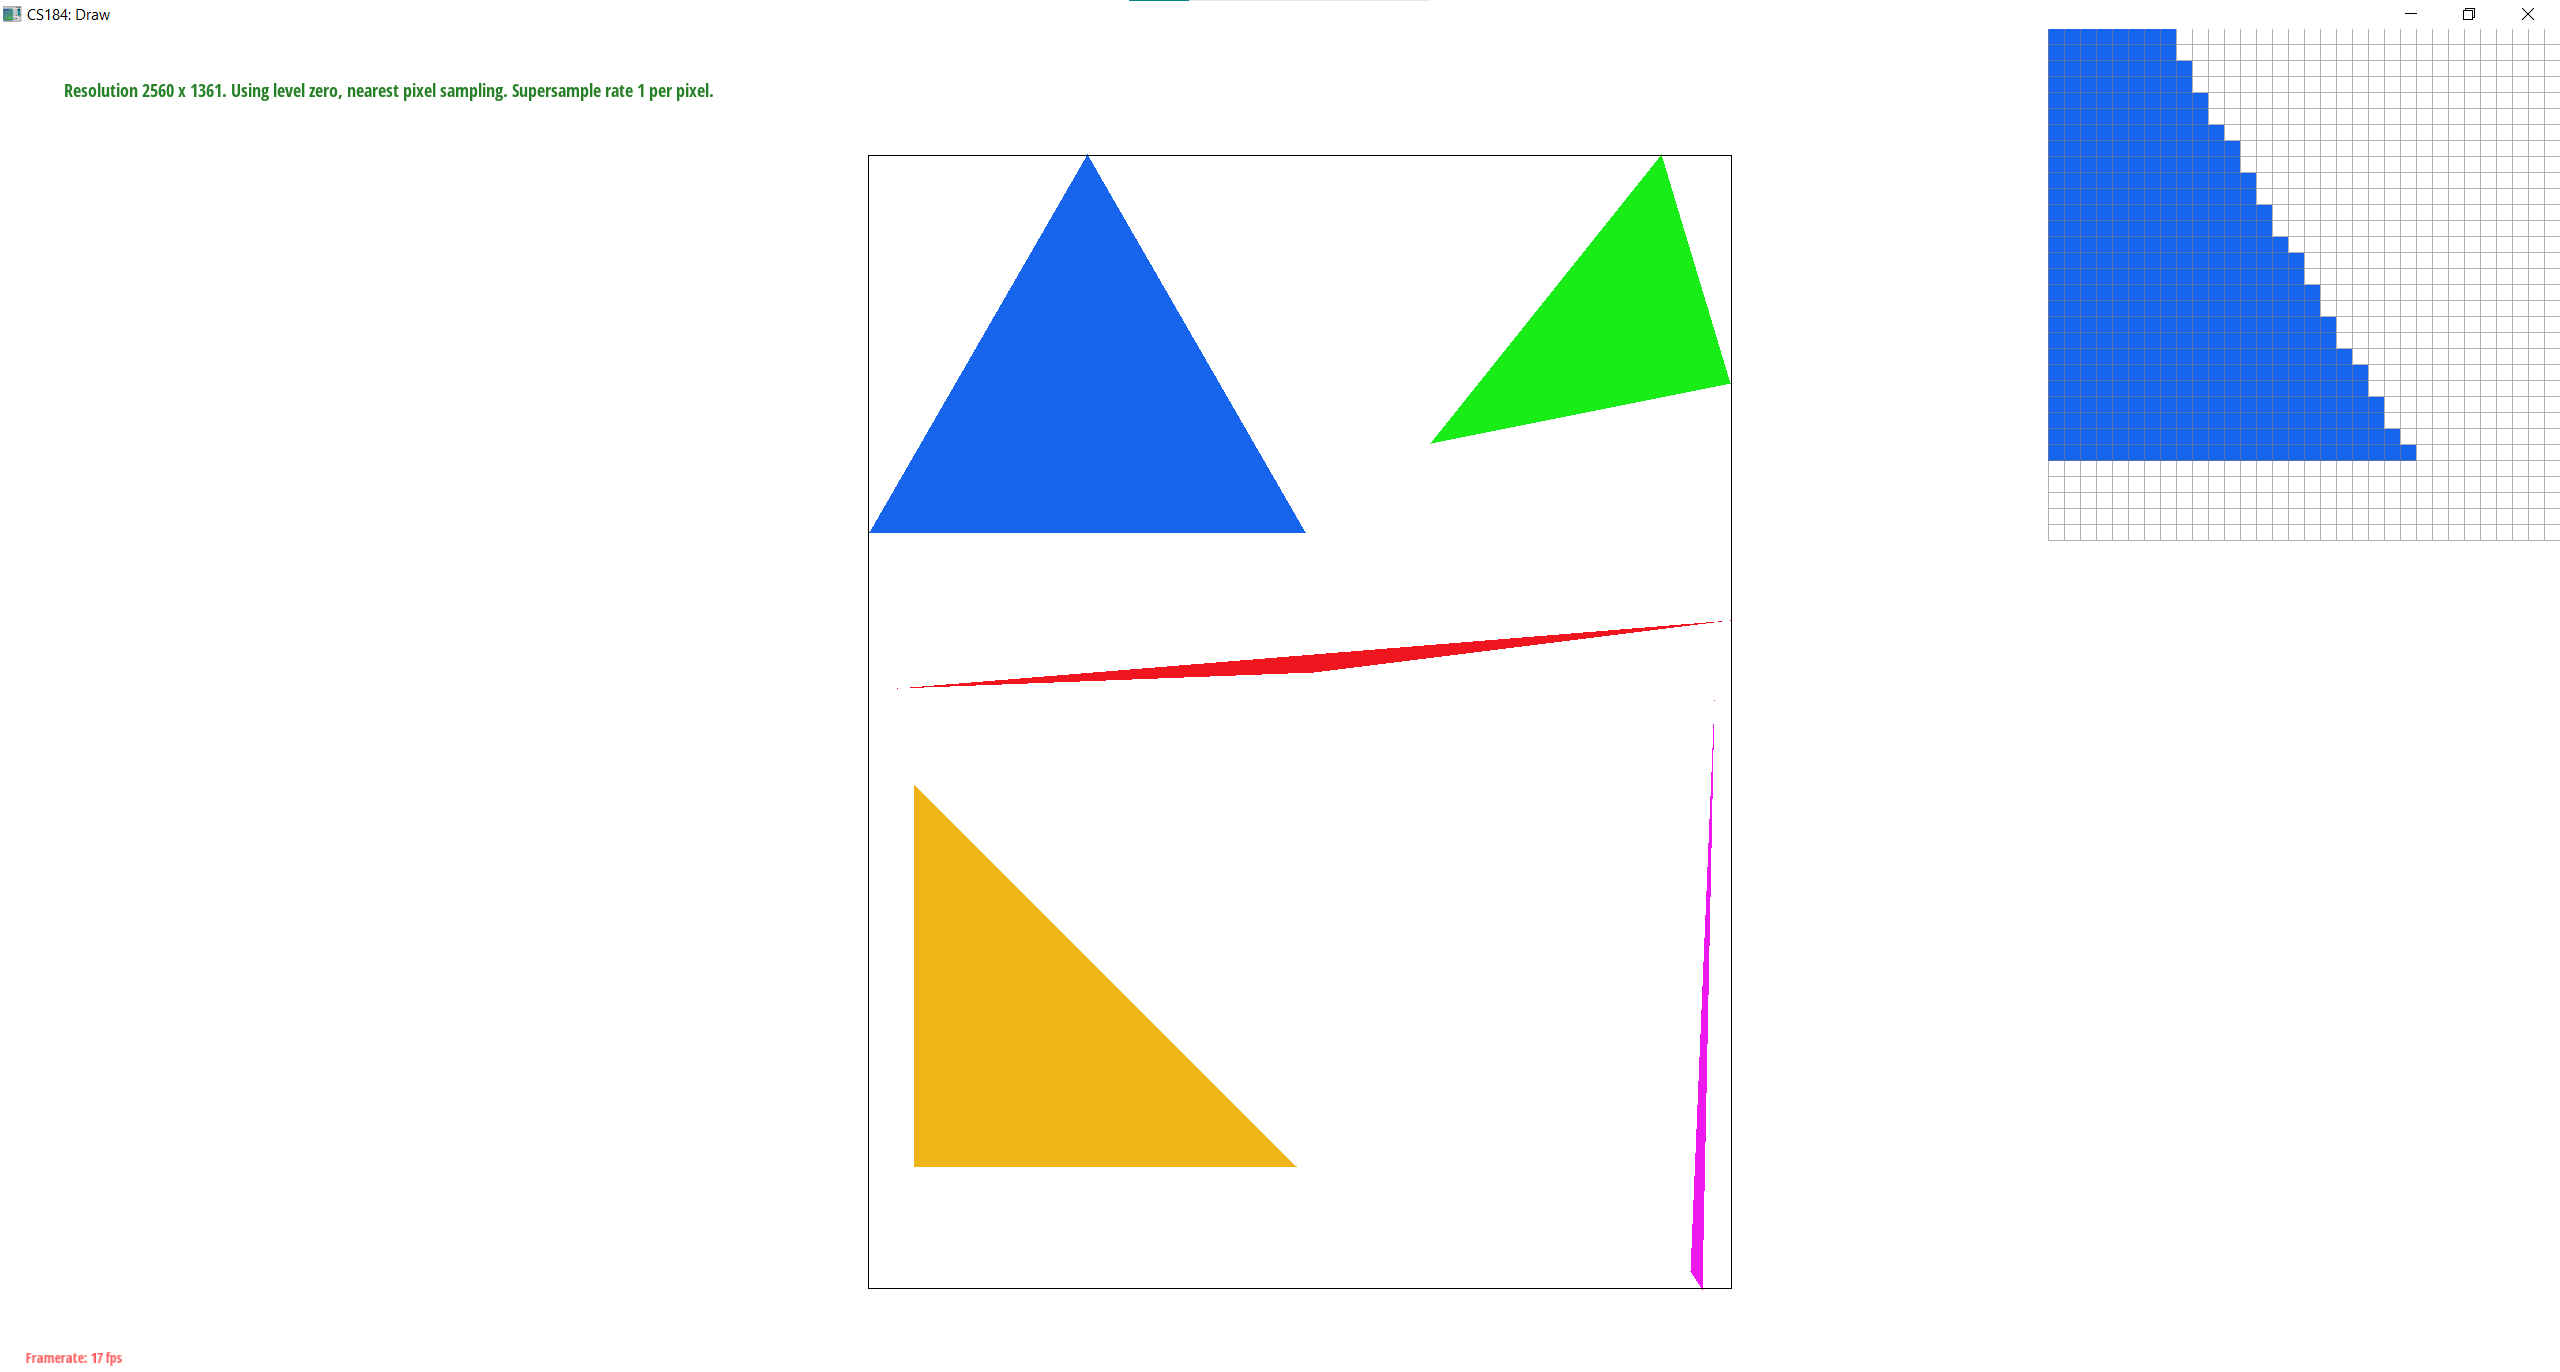 CS184: Draw
Resolution 2560 x 1361. Using level zero, nearest pixel sampling. Supersample rate 1 per pixel.
Framerate: 17 fps